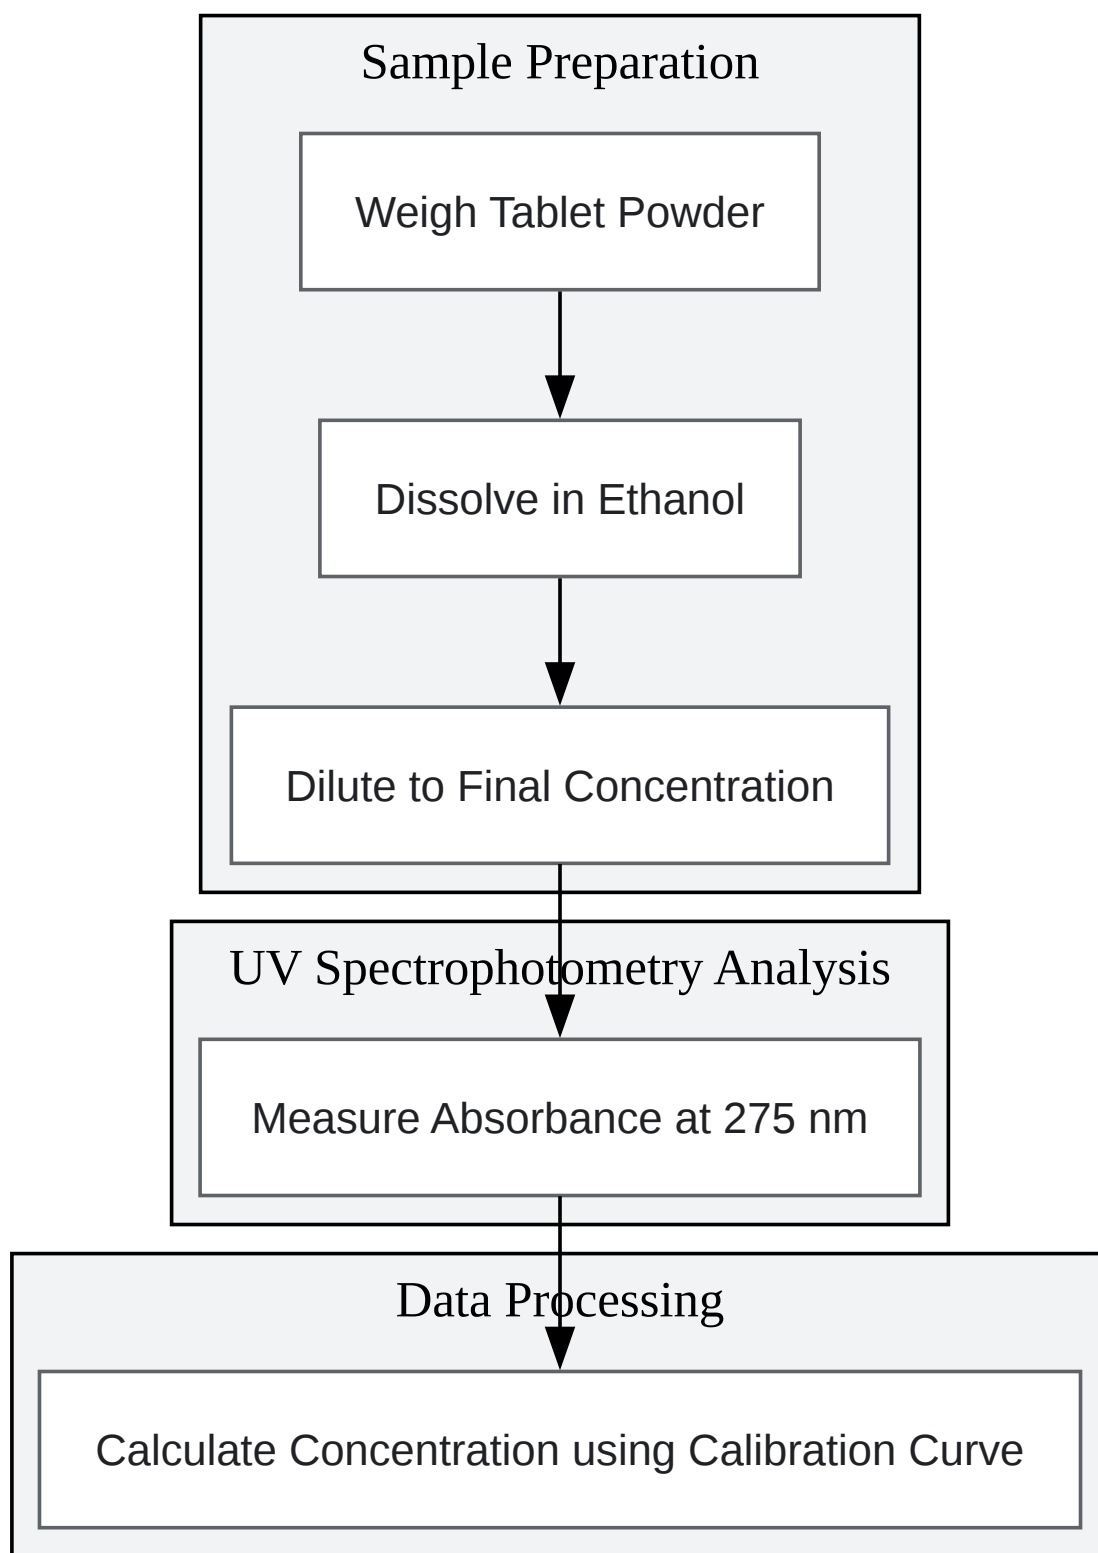 Sample Preparation
Weigh Tablet Powder
Dissolve in Ethanol
Dilute to Final Concentration
UV Spectrophotometry Analysis
Measure Absorbance at 275 nm
Data Processing
Calculate Concentration using Calibration Curve